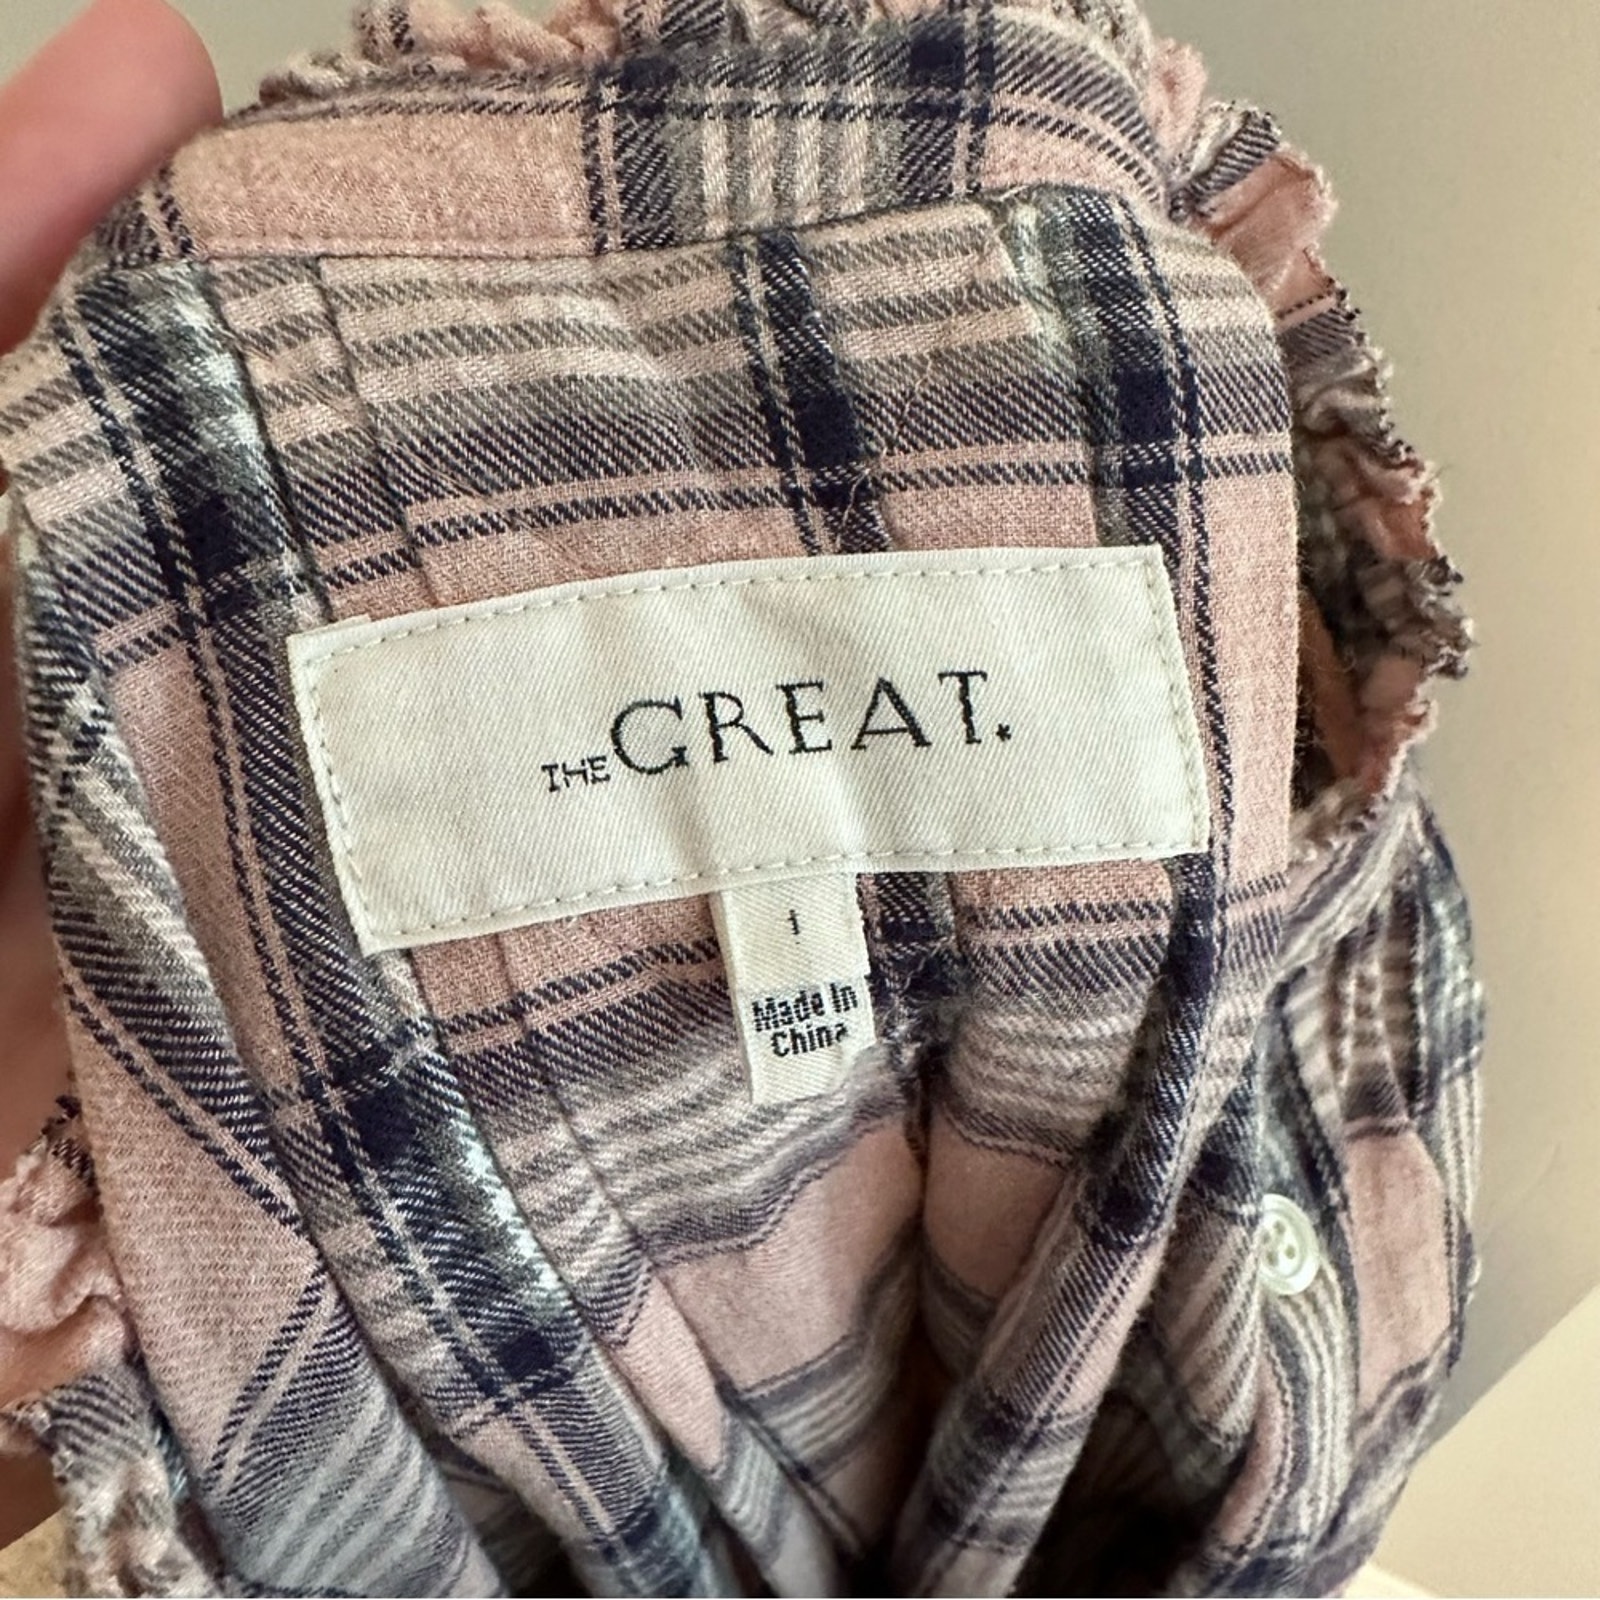 THE GREAT.
1
Made In
China